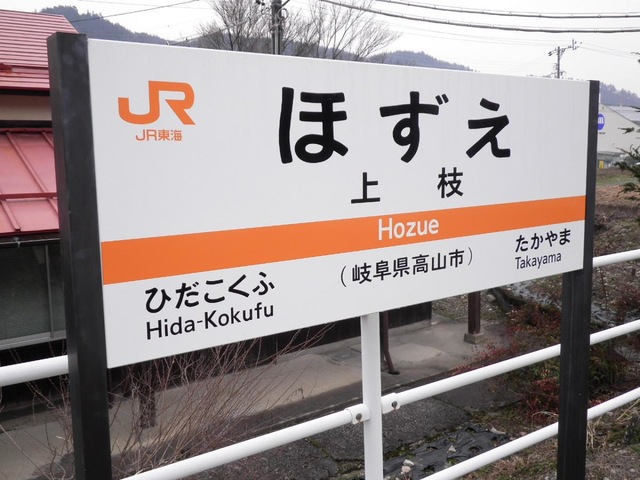 JR
JR東海
ほずえ
上枝
Hozue
ひだこくふ
Hida-Kokufu
(岐阜県高山市)
たかやま
Takayama